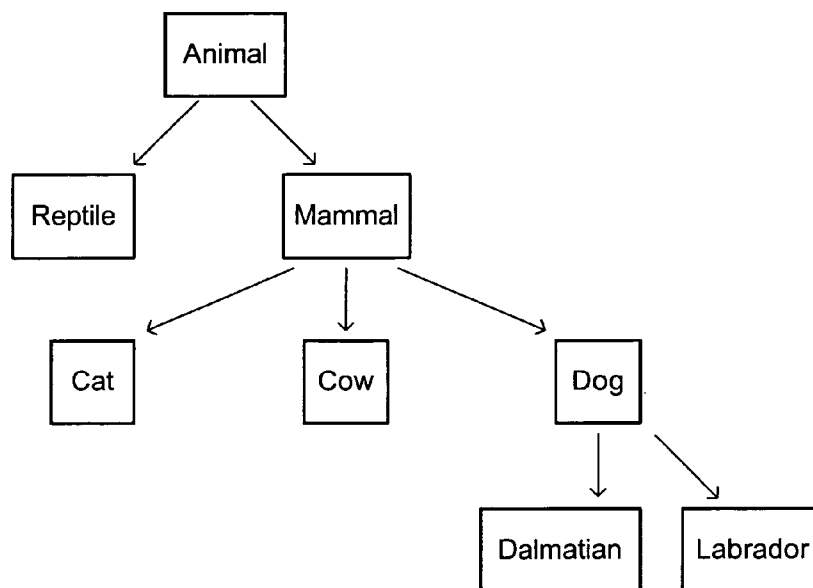 Animal
Reptile
Mammal
Cat
Cow
Dog
Dalmatian
Labrador